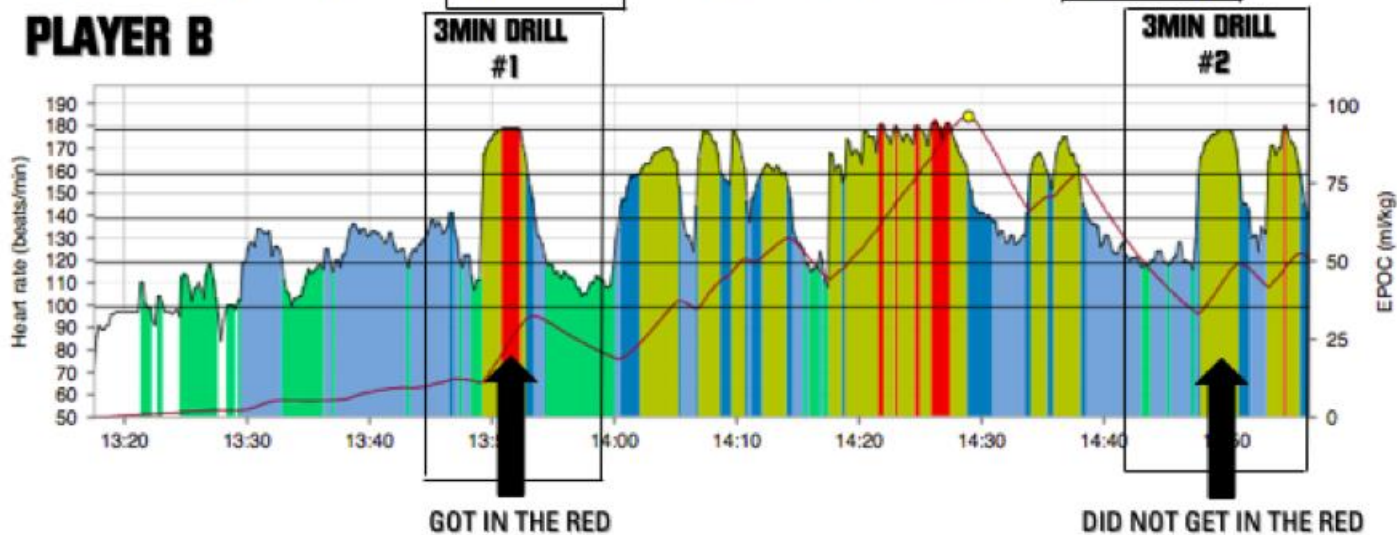 PLAYER B
3MIN DRILL
#1
3MIN DRILL
#2
Heart rate (beats/min)
190
180
170
160
150
140
130
120
110
100
90
80
70
60
50
100
75
50
25
0
EPOC (ml/kg)
13:20 13:30 13:40 14:00 14:10 14:20 14:30 14:40
GOT IN THE RED
DID NOT GET IN THE RED